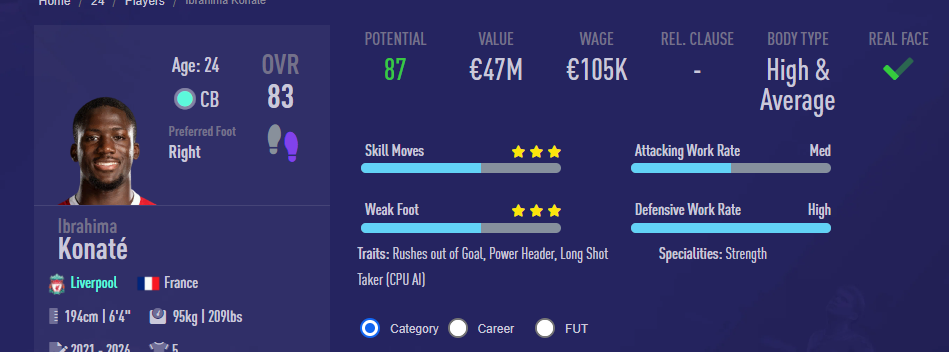 Home / 24 / Players / Ibrahima Konaté
Age: 24
CB
OVR
83
Preferred Foot
Right
Ibrahima
Konaté
Liverpool
France
194cm | 6'4"
95kg | 209lbs
2021 - 2026
5
POTENTIAL
87
VALUE
€47M
WAGE
€105K
REL. CLAUSE
-
BODY TYPE
High &
Average
REAL FACE
Skill Moves
Attacking Work Rate Med
Weak Foot
Defensive Work Rate High
Traits: Rushes out of Goal, Power Header, Long Shot
Taker (CPU AI)
Specialities: Strength
Category Career FUT